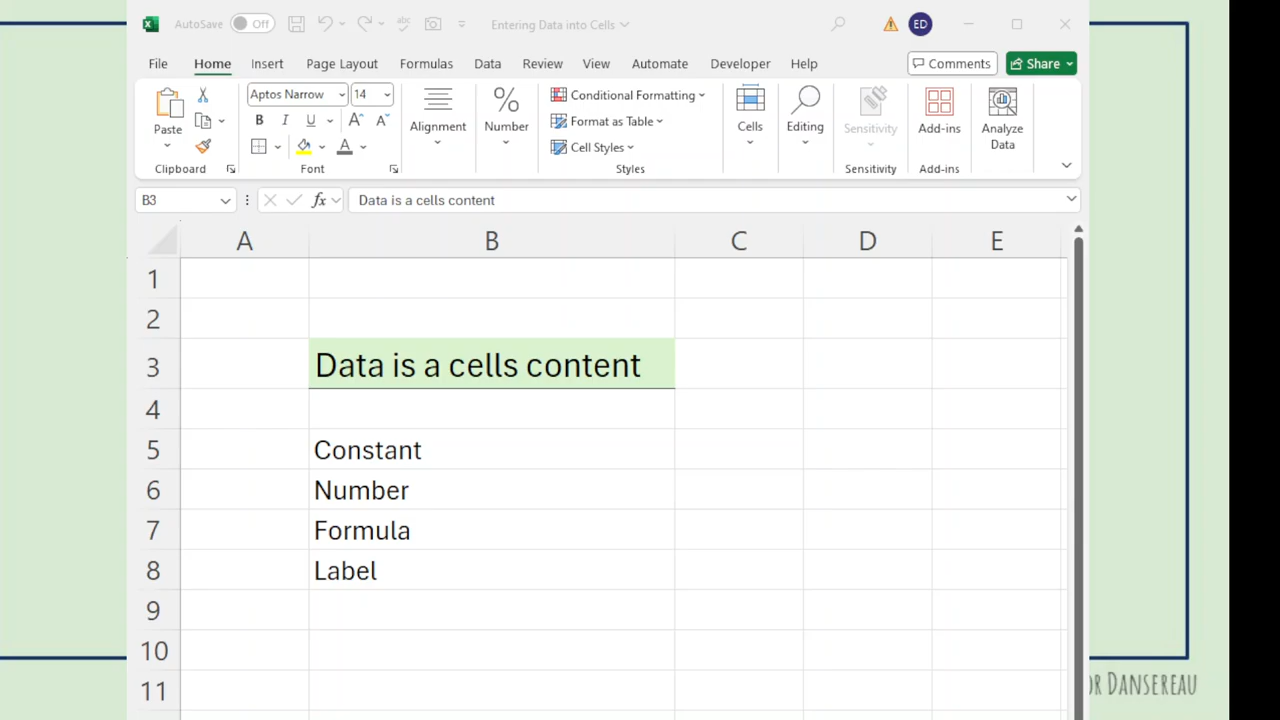 AutoSave Off Entering Data into Cells ED
File Home Insert Page Layout Formulas Data Review View Automate Developer Help Comments Share
Aptos Narrow 14 Conditional Formatting
Paste B I U A A Alignment Number Format as Table Cells Editing Sensitivity Add-ins Analyze Data
A Cell Styles
Clipboard Font Styles Sensitivity Add-ins
B3 fx Data is a cells content
A B C D E
1
2
3 Data is a cells content
4
5 Constant
6 Number
7 Formula
8 Label
9
10
11
Dansereau